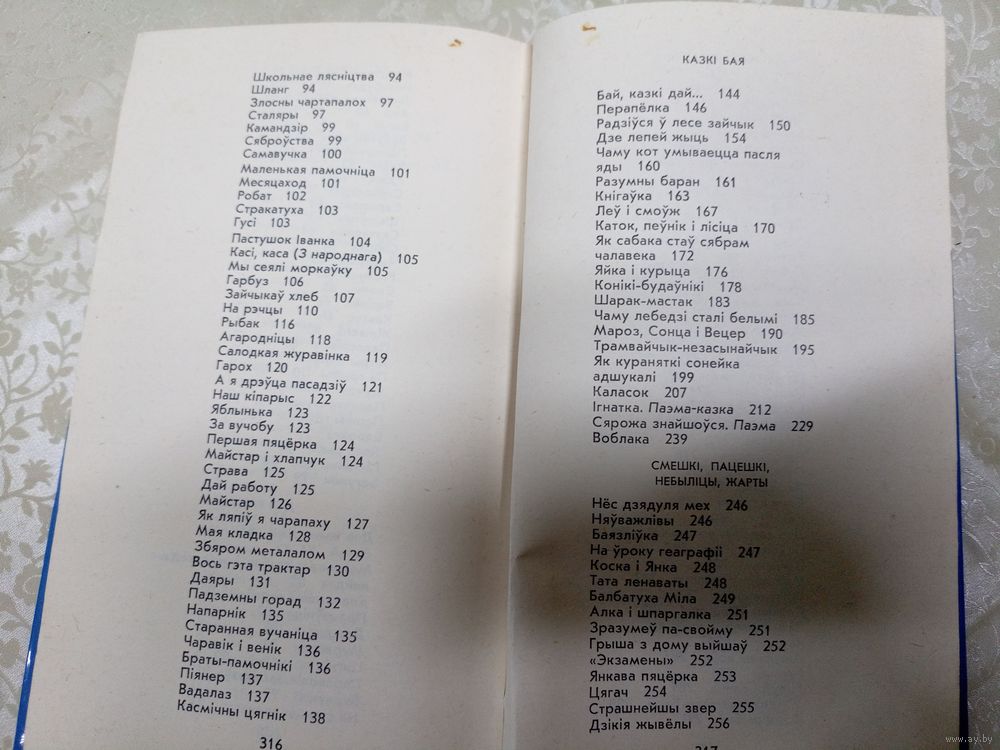 Школьнае лясніцтва 94
Шланг 94
Злосны чартапалох 97
Сталяры 97
Камандзір 99
Сяброўства 99
Самавучка 100
Маленькая памочніца 101
Месяцаход 101
Робат 102
Стракатуха 103
Гусі 103
Пастушок Іванка 104
Касі, каса (З народнага) 105
Мы сеялі моркаўку 105
Гарбуз 106
Зайчыкаў хлеб 107
На рэчцы 110
Рыбак 116
Агародніцы 118
Салодкая журавінка 119
Гарох 120
А я дрэўца пасадзіў 121
Наш кіпарыс 122
Яблынька 123
За вучобу 123
Першая пяцёрка 124
Майстар і хлапчук 124
Страва 125
Дай работу 125
Майстар 126
Як ляпіў я чарапаху 127
Мая кладка 128
Збяром металалом 129
Вось гэта трактар 130
Даяры 131
Падземны горад 132
Напарнік 135
Старанная вучаніца 135
Чаравік і венік 136
Браты-памочнікі 136
Піянер 137
Вадалаз 137
Касмічны цягнік 138
316
КАЗКІ БАЯ
Бай, казкі дай... 144
Перапёлка 146
Радзіўся ў лесе зайчык 150
Дзе лепей жыць 154
Чаму кот умываецца пасля
яды 160
Разумны баран 161
Кнігаўка 163
Леў і смоўж 167
Каток, пеўнік і лісіца 170
Як сабака стаў сябрам
чалавека 172
Яйка і курыца 176
Конікі-будаўнікі 178
Шарак-мастак 183
Чаму лебедзі сталі белымі 185
Мароз, Сонца і Вецер 190
Трамвайчык-незасынайчык 195
Як кураняткі сонейка
адшукалі 199
Каласок 207
Ігнатка. Паэма-казка 212
Сярожа знайшоўся. Паэма 229
Воблака 239
СМЕШКІ, ПАЦЕШКІ,
НЕБЫЛІЦЫ, ЖАРТЫ
Нёс дзядуля мех 246
Няўважлівы 246
Баязліўка 247
На ўроку геаграфіі 247
Коска і Янка 248
Тата ленаваты 248
Балбатуха Міла 249
Алка і шпаргалка 251
Зразумеў па-свойму 251
Грыша з дому выйшаў 252
«Экзамены» 252
Янкава пяцёрка 253
Цягач 254
Страшнейшы звер 255
Дзікія жывёлы 256
317
www.ay.by